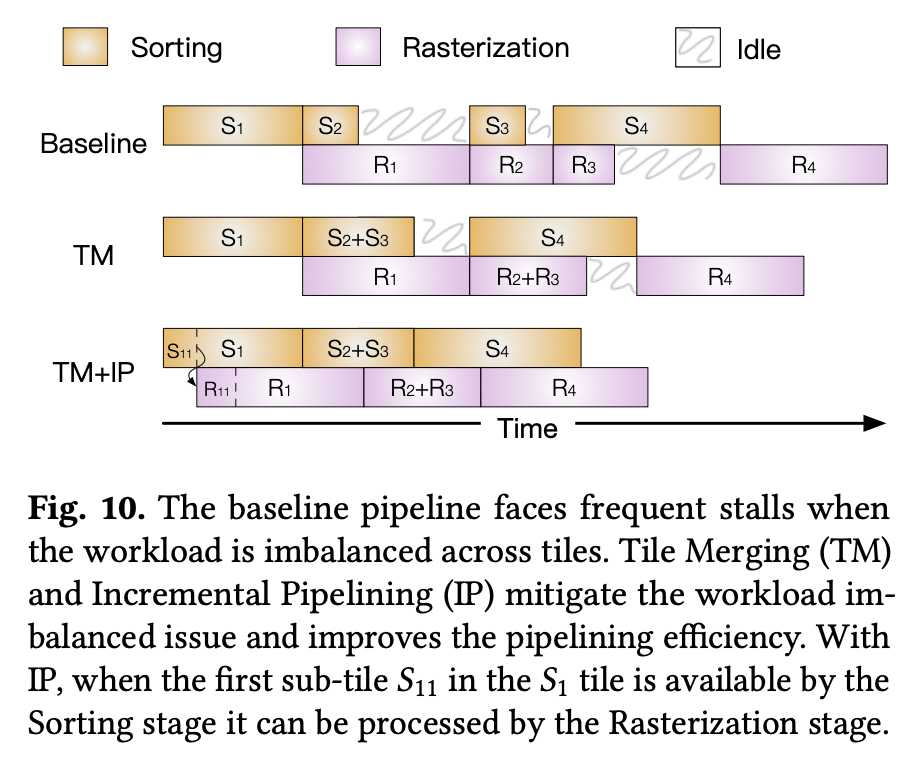 Sorting Rasterization Idle
Baseline S1 S2 S3 S4
R1 R2 R3 R4
TM S1 S2+S3 S4
R1 R2+R3 R4
TM+IP S11 S1 S2+S3 S4
R11 R1 R2+R3 R4
Time
Fig. 10. The baseline pipeline faces frequent stalls when
the workload is imbalanced across tiles. Tile Merging (TM)
and Incremental Pipelining (IP) mitigate the workload im-
balanced issue and improves the pipelining efficiency. With
IP, when the first sub-tile S11 in the S1 tile is available by the
Sorting stage it can be processed by the Rasterization stage.